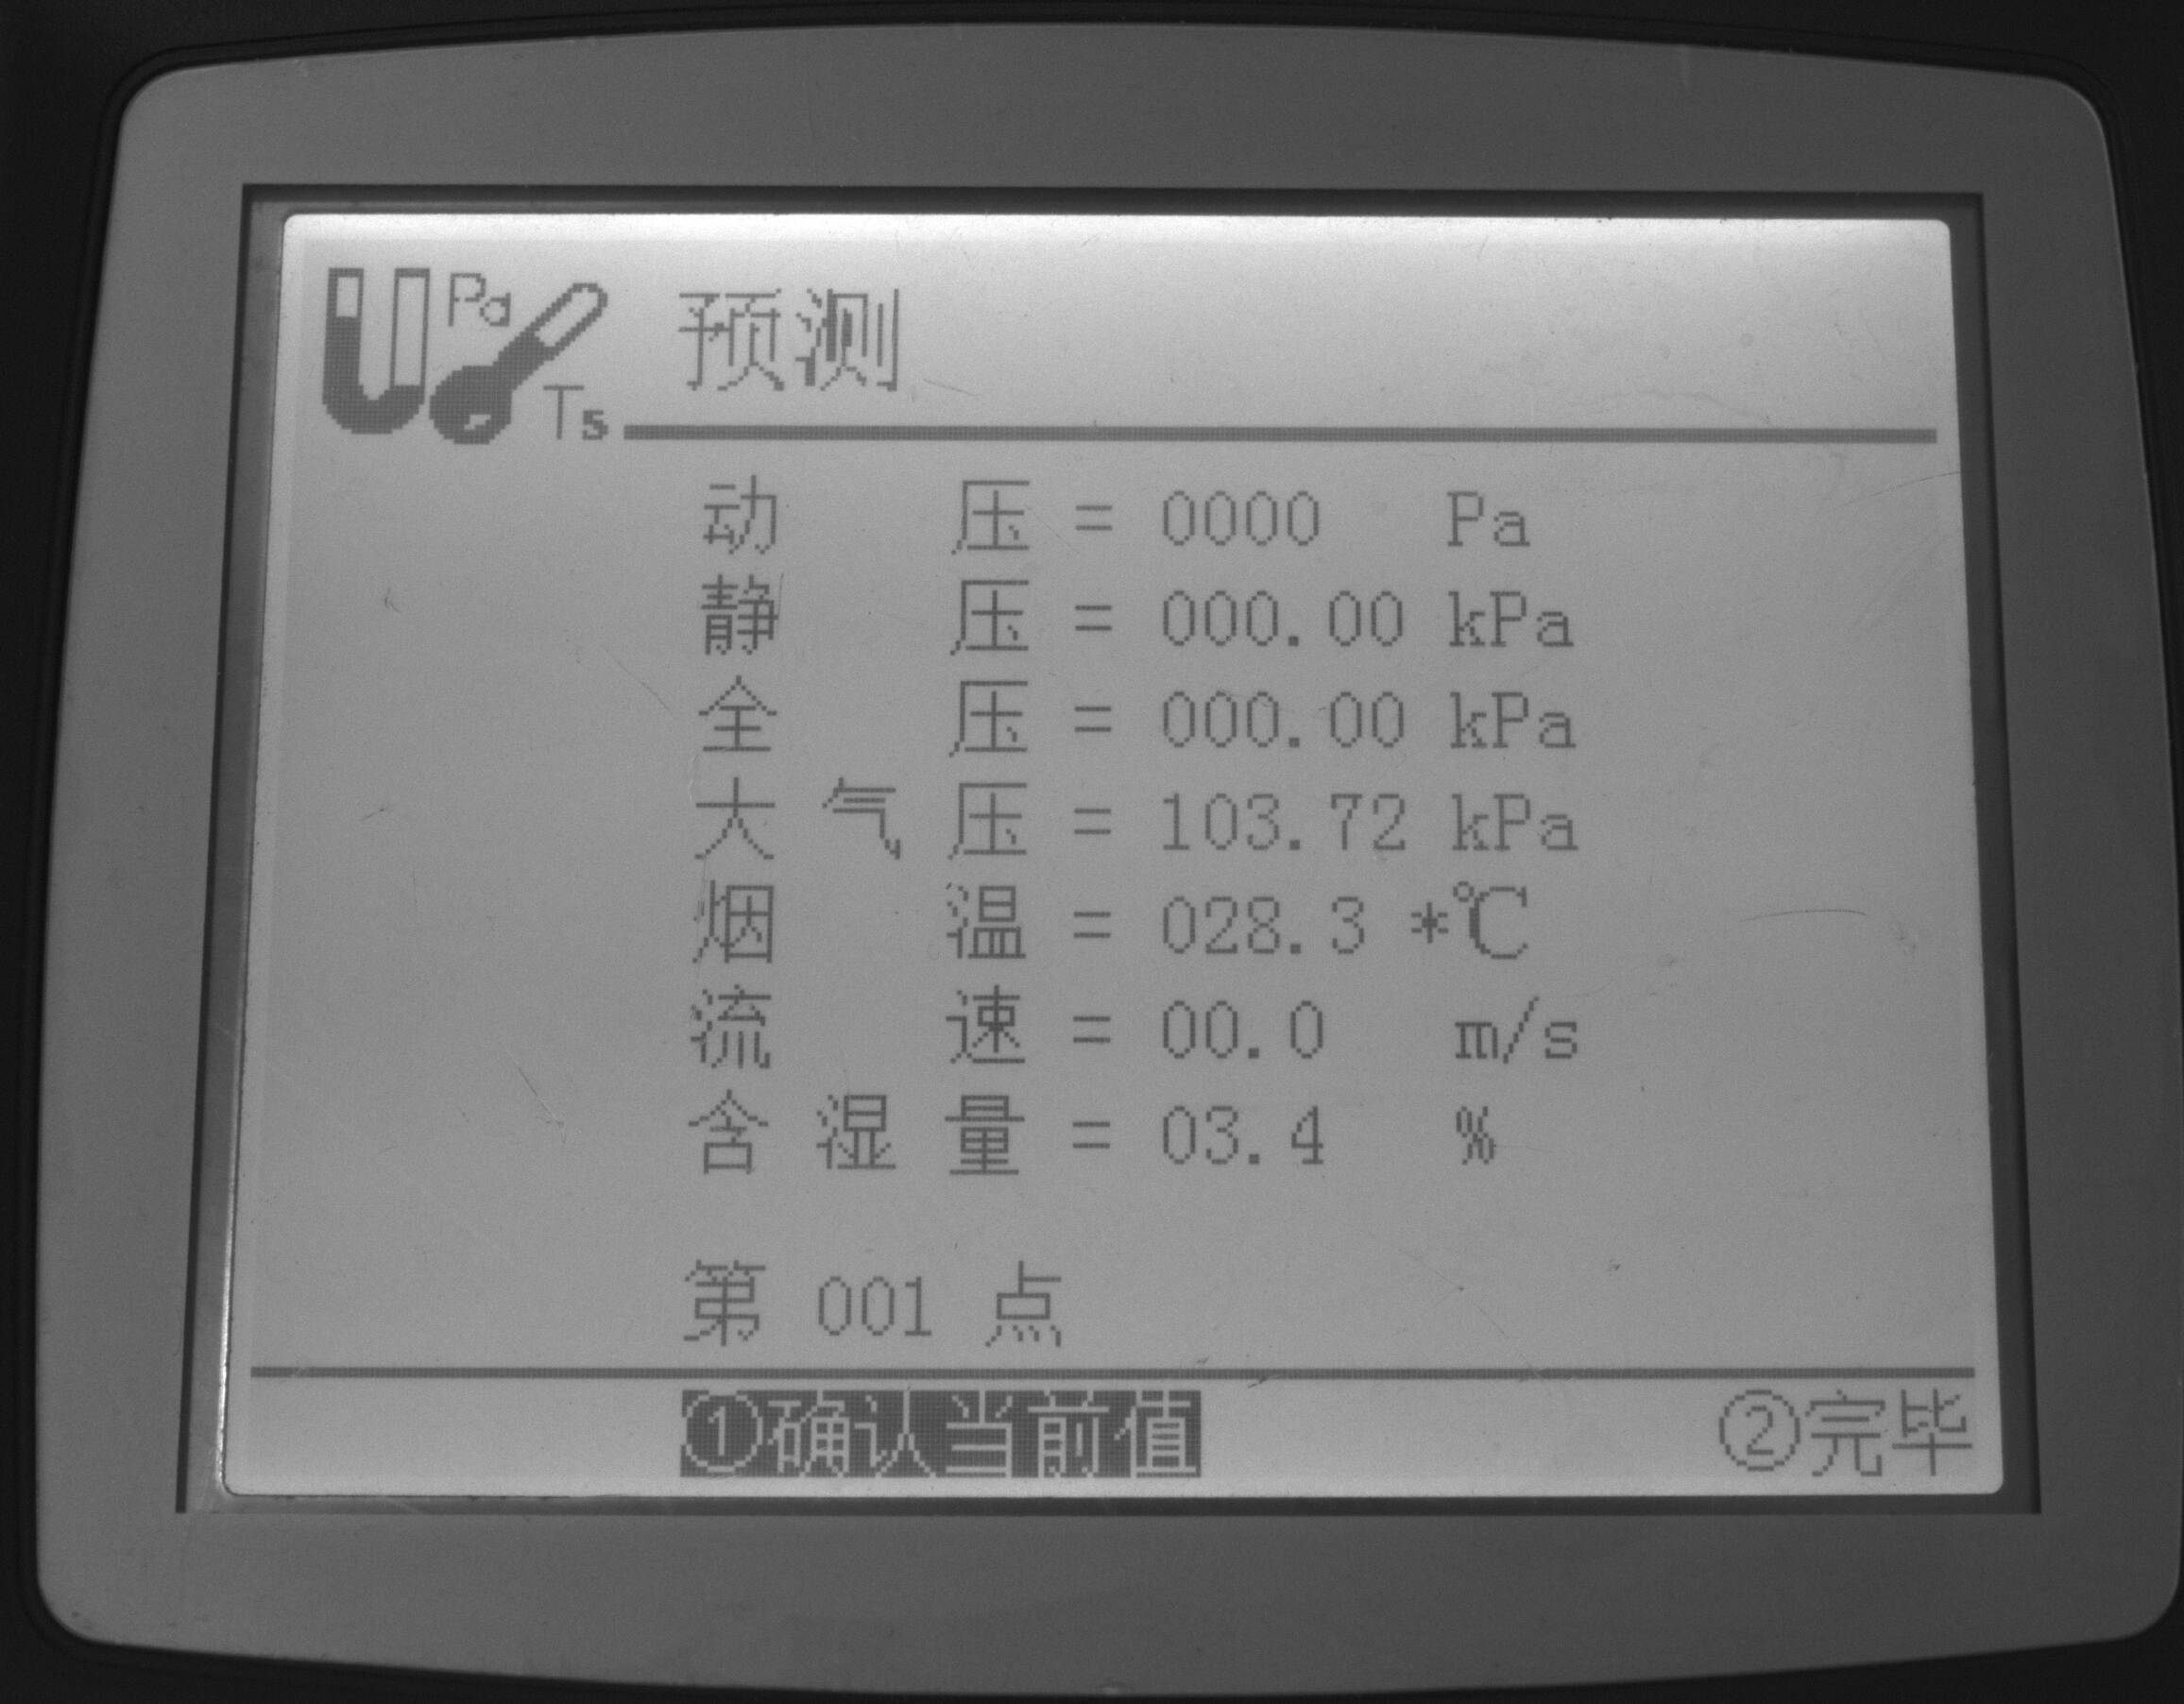 Pa
Ts
预测
动 压 = 0000 Pa
静 压 = 000.00 kPa
全 压 = 000.00 kPa
大 气 压 = 103.72 kPa
烟 温 = 028.3 *℃
流 速 = 00.0 m/s
含 湿 量 = 03.4 %
第 001 点
①确认当前值 ②完毕